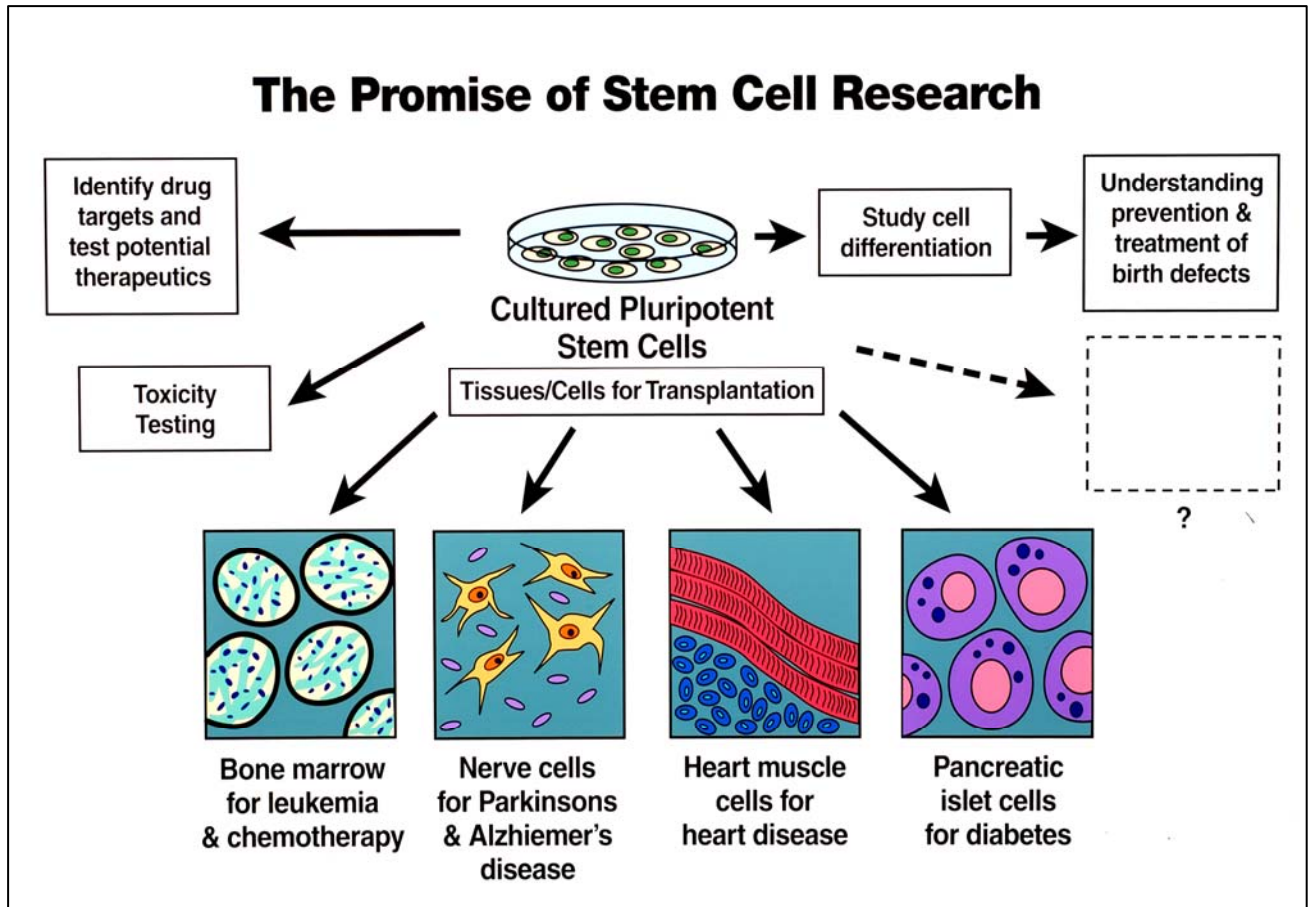 The Promise of Stem Cell Research
Identify drug
targets and
test potential
therapeutics
Study cell
differentiation
Understanding
prevention &
treatment of
birth defects
Cultured Pluripotent
Stem Cells
Toxicity
Testing
Tissues/Cells for Transplantation
?
Bone marrow
for leukemia
& chemotherapy
Nerve cells
for Parkinsons
& Alzhiemer's
disease
Heart muscle
cells for
heart disease
Pancreatic
islet cells
for diabetes